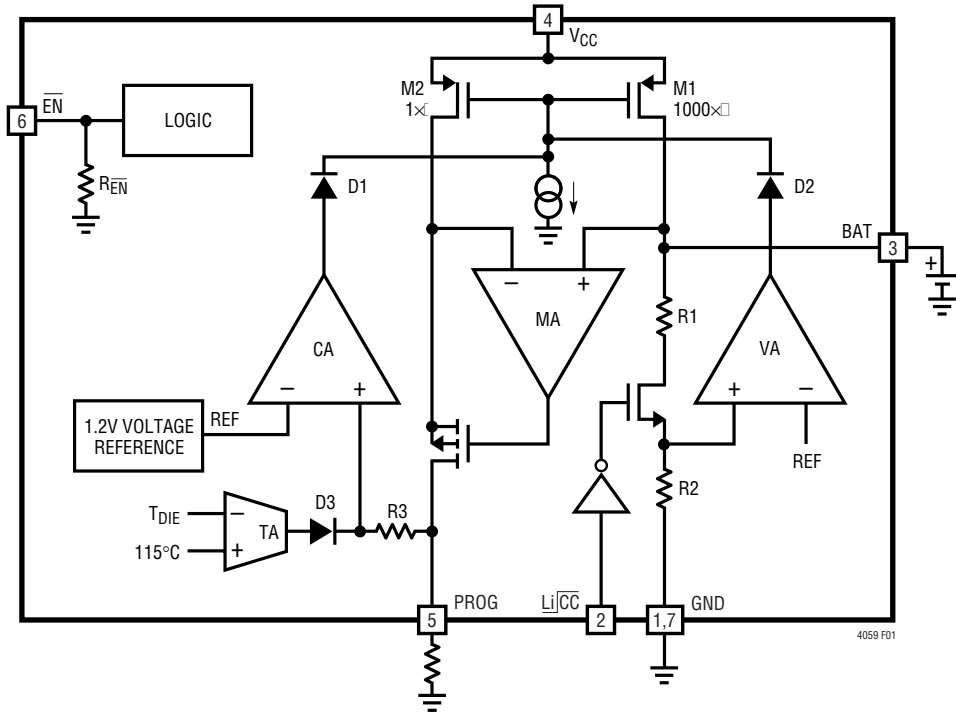 4
VCC
M2
1×
M1
1000×
6
EN
LOGIC
REN
D1
D2
BAT
3
+
− +
MA
R1
CA
− +
VA
+ −
1.2V VOLTAGE
REFERENCE
REF
REF
R2
TDIE
−
TA
D3
R3
115°C
+
5
PROG
Li CC
2
1,7
GND
4059 F01